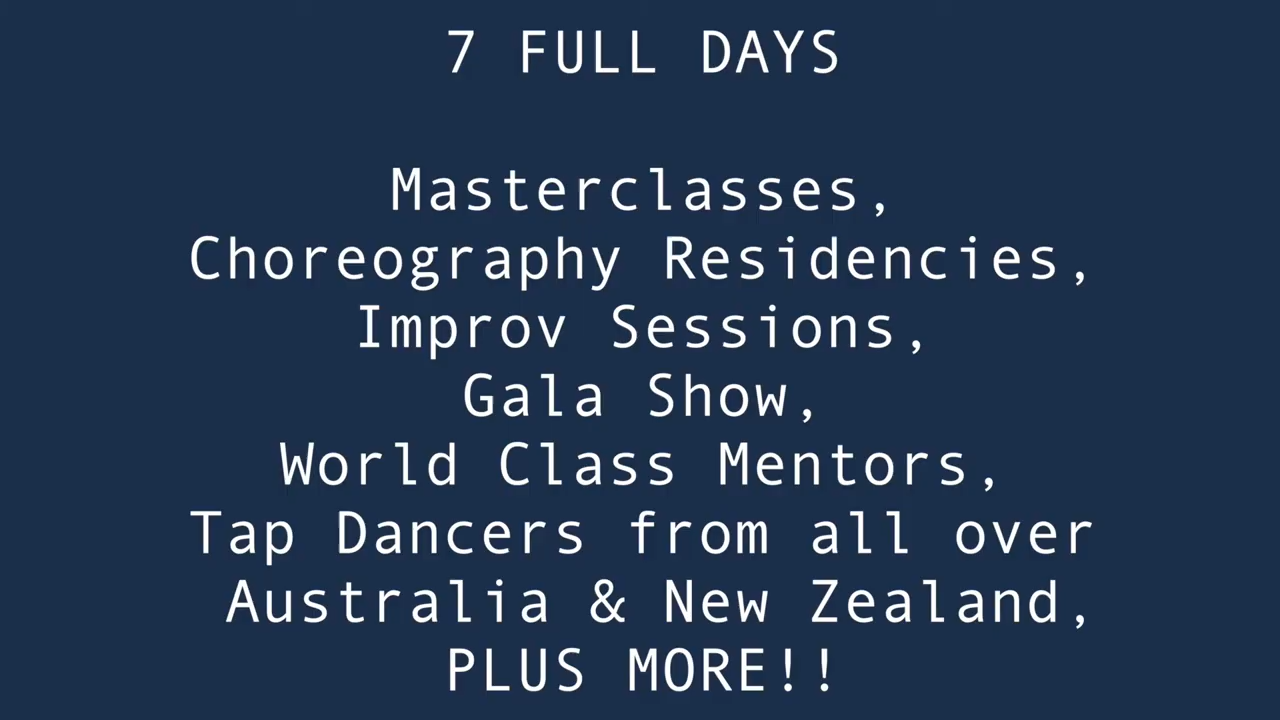 7 FULL DAYS
Masterclasses,
Choreography Residencies,
Improv Sessions,
Gala Show,
World Class Mentors,
Tap Dancers from all over
Australia & New Zealand,
PLUS MORE!!